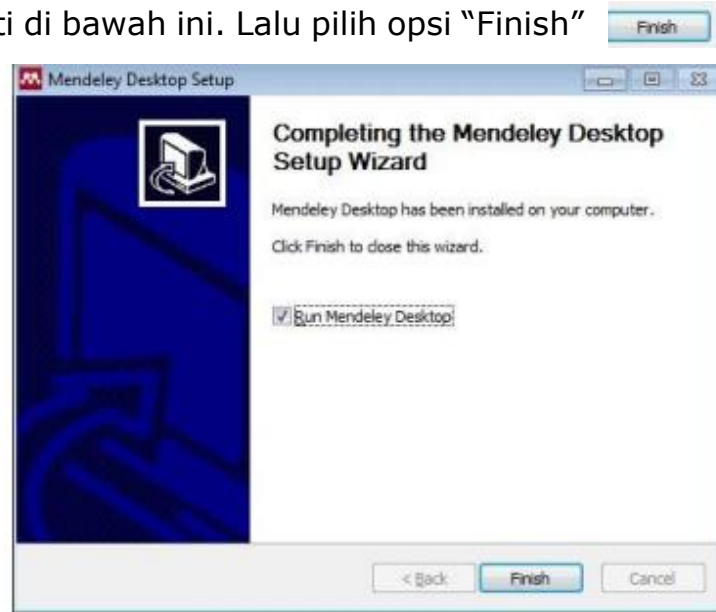 ti di bawah ini. Lalu pilih opsi “Finish” Finish
Mendeley Desktop Setup
Completing the Mendeley Desktop
Setup Wizard
Mendeley Desktop has been installed on your computer.
Click Finish to close this wizard.
Run Mendeley Desktop
< Back Finish Cancel